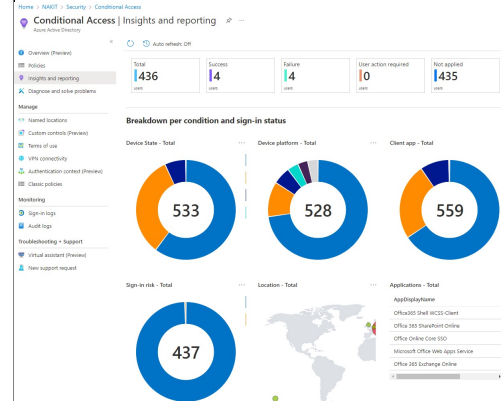 Home > NAKIT > Security > Conditional Access
Conditional Access | Insights and reporting
Azure Active Directory
Auto refresh: Off
Overview (Preview)
Policies
Insights and reporting
Diagnose and solve problems
Manage
Named locations
Custom controls (Preview)
Terms of use
VPN connectivity
Authentication context (Preview)
Classic policies
Monitoring
Sign-in logs
Audit logs
Troubleshooting + Support
Virtual assistant (Preview)
New support request
Total
436
users
Success
4
users
Failure
4
users
User action required
0
users
Not applied
435
users
Breakdown per condition and sign-in status
Device State - Total
533
Device platform - Total
528
Client app - Total
559
Sign-in risk - Total
437
Location - Total
Applications - Total
AppDisplayName
Office365 Shell WCSS-Client
Office 365 SharePoint Online
Office Online Core SSO
Microsoft Office Web Apps Service
Office 365 Exchange Online